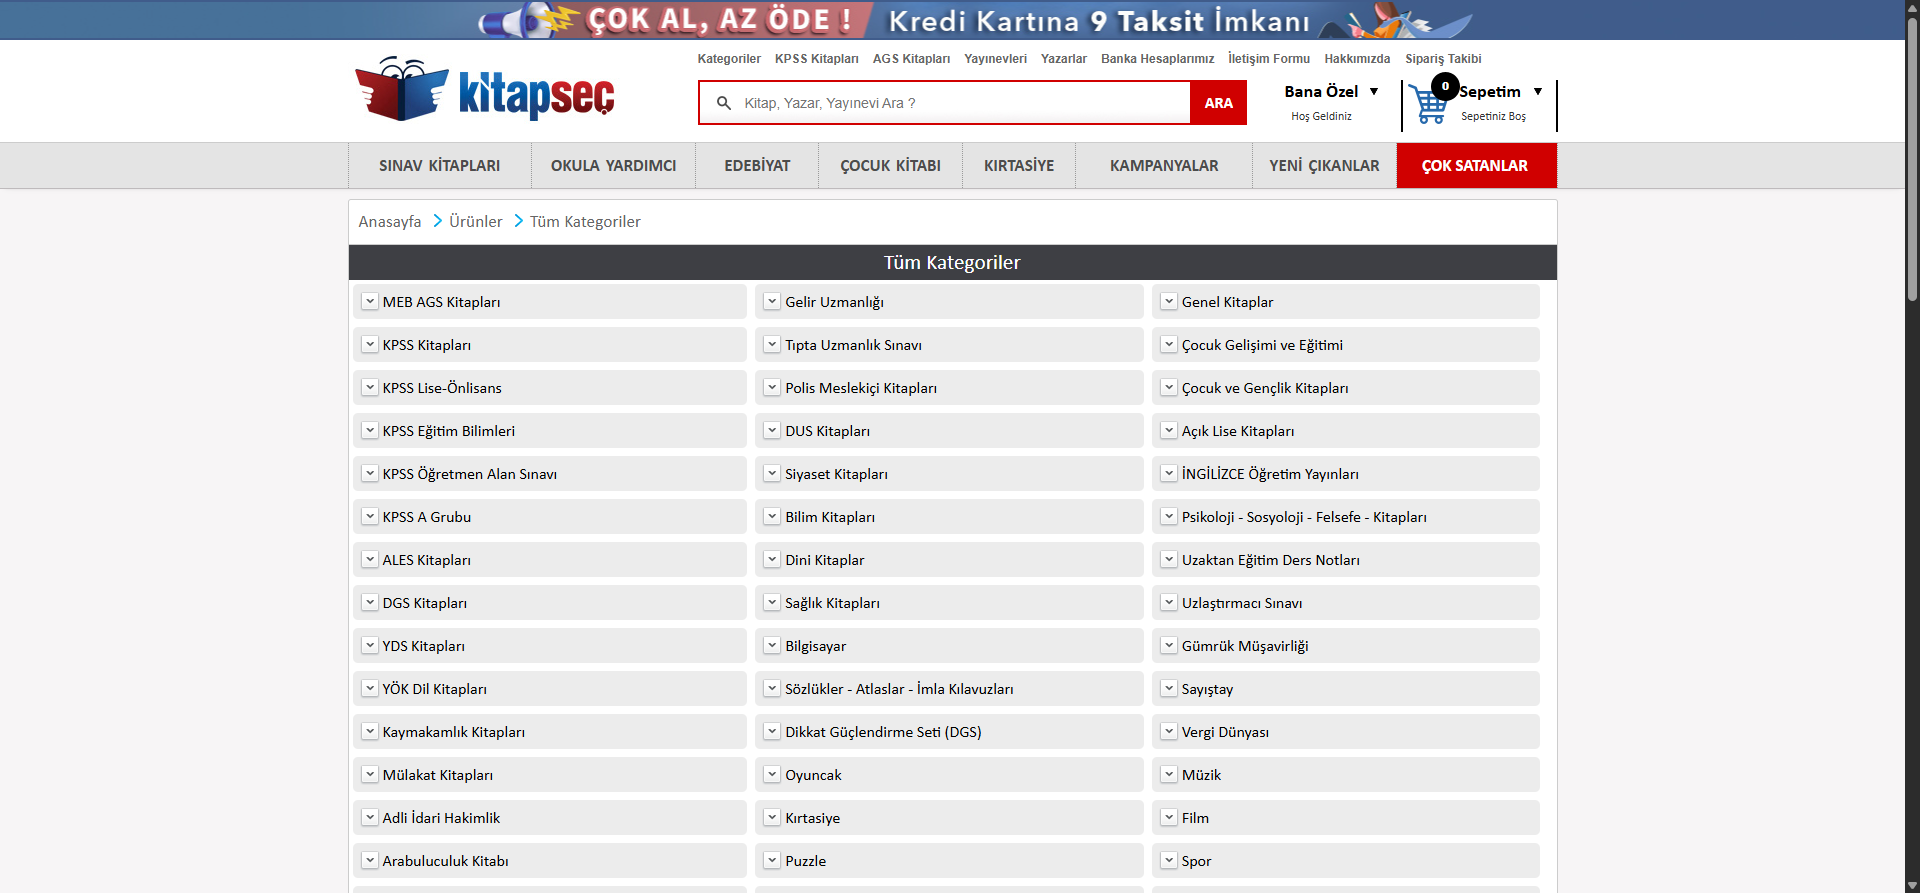 ÇOK AL, AZ ÖDE ! Kredi Kartına 9 Taksit İmkanı
Kategoriler KPSS Kitapları AGS Kitapları Yayınevleri Yazarlar Banka Hesaplarımız İletişim Formu Hakkımızda Sipariş Takibi
kitapseç
Kitap, Yazar, Yayınevi Ara ? ARA
Bana Özel ▼
Hoş Geldiniz
0 Sepetim ▼
Sepetiniz Boş
SINAV KİTAPLARI OKULA YARDIMCI EDEBİYAT ÇOCUK KİTABI KIRTASİYE KAMPANYALAR YENİ ÇIKANLAR ÇOK SATANLAR
Anasayfa > Ürünler > Tüm Kategoriler
Tüm Kategoriler
MEB AGS Kitapları Gelir Uzmanlığı Genel Kitaplar
KPSS Kitapları Tıpta Uzmanlık Sınavı Çocuk Gelişimi ve Eğitimi
KPSS Lise-Önlisans Polis Meslekiçi Kitapları Çocuk ve Gençlik Kitapları
KPSS Eğitim Bilimleri DUS Kitapları Açık Lise Kitapları
KPSS Öğretmen Alan Sınavı Siyaset Kitapları İNGİLİZCE Öğretim Yayınları
KPSS A Grubu Bilim Kitapları Psikoloji - Sosyoloji - Felsefe - Kitapları
ALES Kitapları Dini Kitaplar Uzaktan Eğitim Ders Notları
DGS Kitapları Sağlık Kitapları Uzlaştırmacı Sınavı
YDS Kitapları Bilgisayar Gümrük Müşavirliği
YÖK Dil Kitapları Sözlükler - Atlaslar - İmla Kılavuzları Sayıştay
Kaymakamlık Kitapları Dikkat Güçlendirme Seti (DGS) Vergi Dünyası
Mülakat Kitapları Oyuncak Müzik
Adli İdari Hakimlik Kırtasiye Film
Arabuluculuk Kitabı Puzzle Spor